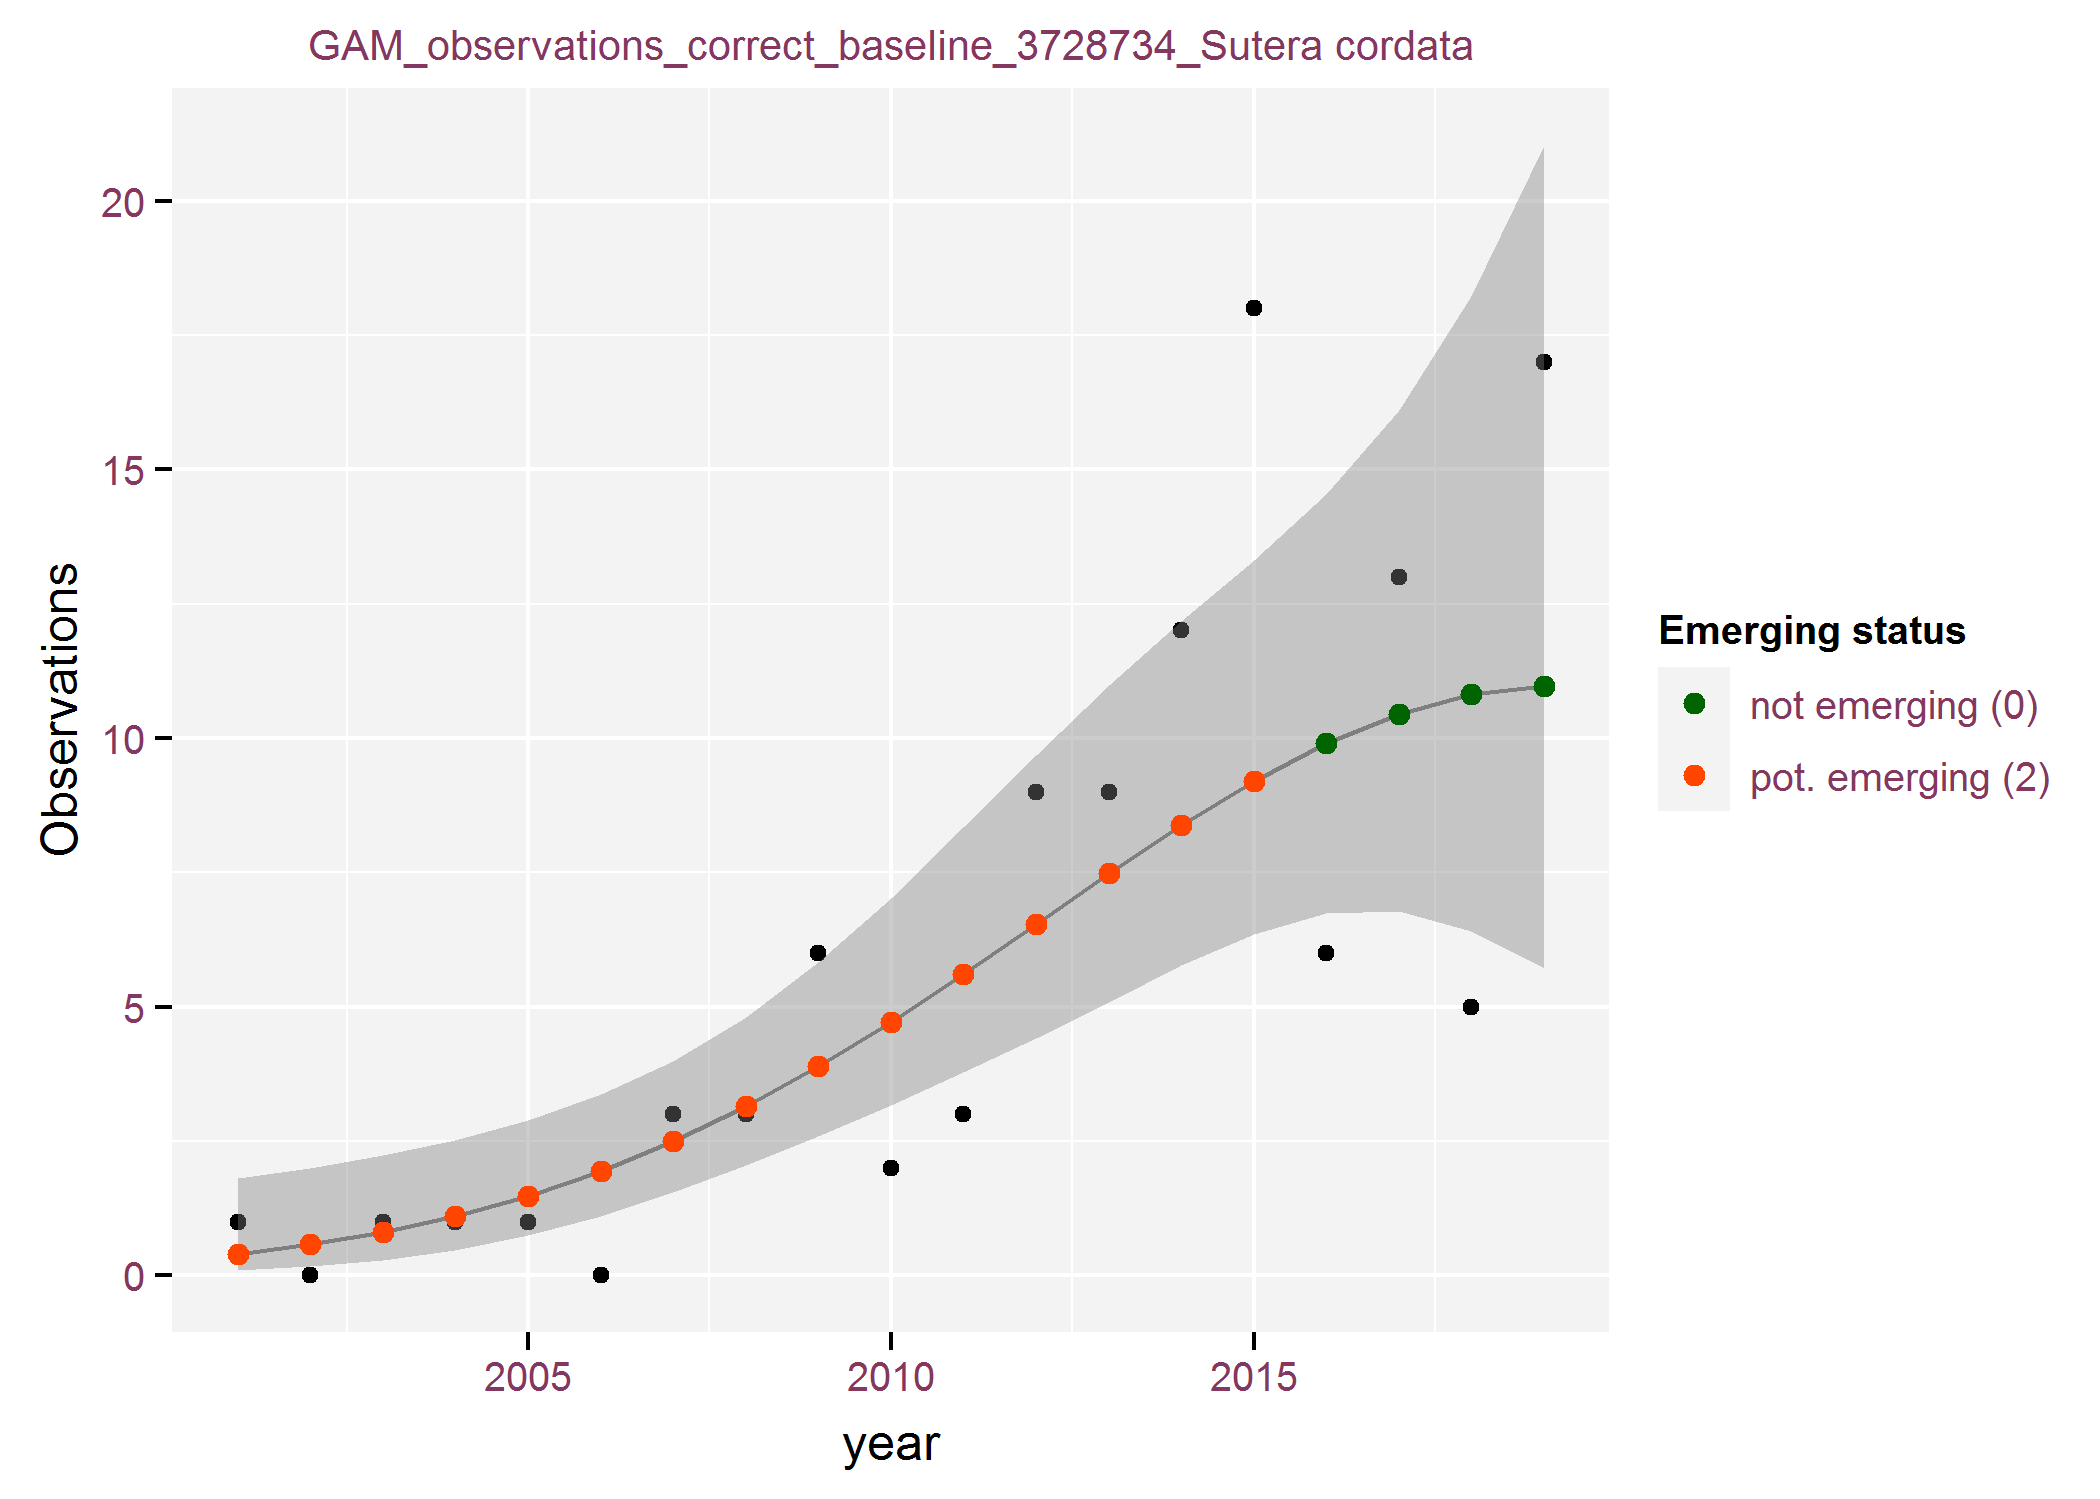 GAM_observations_correct_baseline_3728734_Sutera cordata
20
15
10
5
0
Observations
2005 2010 2015
year
Emerging status
not emerging (0)
pot. emerging (2)